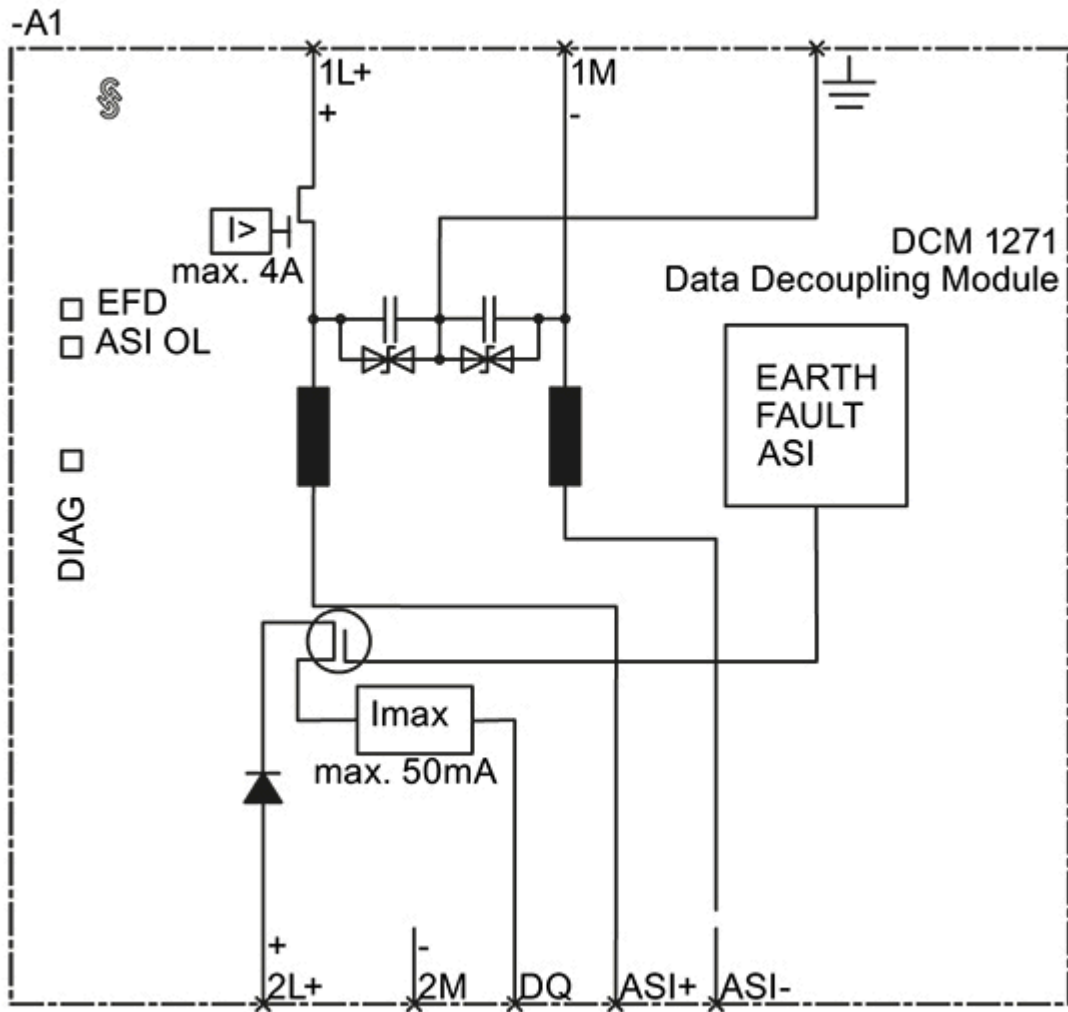 -A1
1L+
1M
+
-
I>
max. 4A
DCM 1271
Data Decoupling Module
EFD
ASI OL
EARTH
FAULT
ASI
DIAG
Imax
max. 50mA
+
-
2L+
2M
DQ
ASI+
ASI-